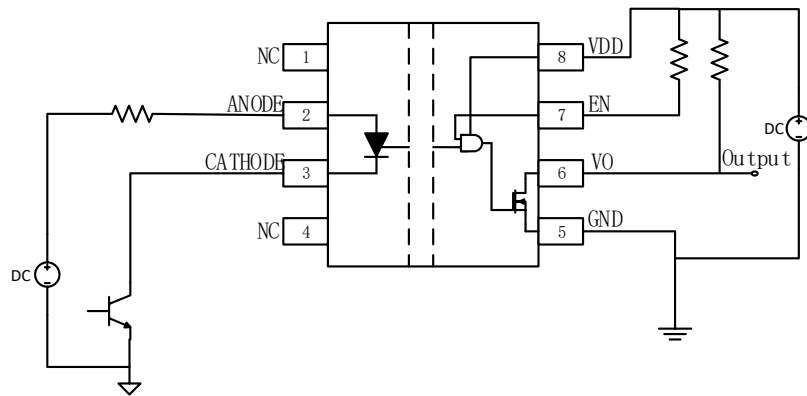 NC 1
8 VDD
ANODE 2
7 EN
DC
CATHODE 3
6 VO
Output
NC 4
5 GND
DC